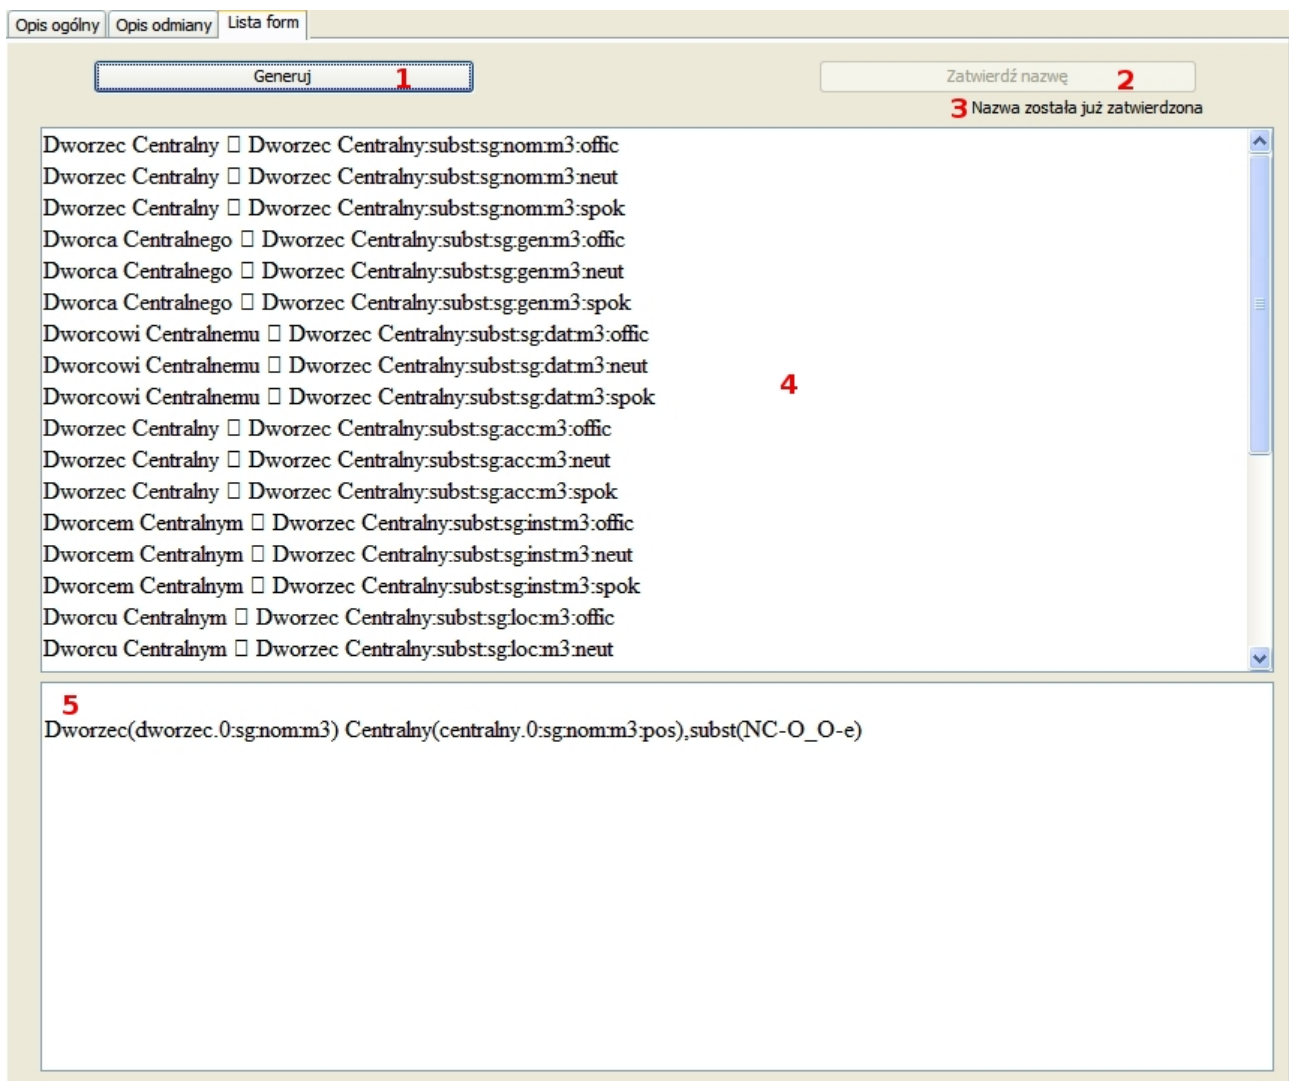 Opis ogólny Opis odmiany Lista form
Generuj 1 Zatwierdź nazwę 2
3 Nazwa została już zatwierdzona
Dworzec Centralny □ Dworzec Centralny:subst:sg:nom:m3:offic
Dworzec Centralny □ Dworzec Centralny:subst:sg:nom:m3:neut
Dworzec Centralny □ Dworzec Centralny:subst:sg:nom:m3:spok
Dworca Centralnego □ Dworzec Centralny:subst:sg:gen:m3:offic
Dworca Centralnego □ Dworzec Centralny:subst:sg:gen:m3:neut
Dworca Centralnego □ Dworzec Centralny:subst:sg:gen:m3:spok
Dworcowi Centralnemu □ Dworzec Centralny:subst:sg:dat:m3:offic
Dworcowi Centralnemu □ Dworzec Centralny:subst:sg:dat:m3:neut
4
Dworcowi Centralnemu □ Dworzec Centralny:subst:sg:dat:m3:spok
Dworzec Centralny □ Dworzec Centralny:subst:sg:acc:m3:offic
Dworzec Centralny □ Dworzec Centralny:subst:sg:acc:m3:neut
Dworzec Centralny □ Dworzec Centralny:subst:sg:acc:m3:spok
Dworcem Centralnym □ Dworzec Centralny:subst:sg:inst:m3:offic
Dworcem Centralnym □ Dworzec Centralny:subst:sg:inst:m3:neut
Dworcem Centralnym □ Dworzec Centralny:subst:sg:inst:m3:spok
Dworcu Centralnym □ Dworzec Centralny:subst:sg:loc:m3:offic
Dworcu Centralnym □ Dworzec Centralny:subst:sg:loc:m3:neut
5
Dworzec(dworzec.0:sg:nom:m3) Centralny(centralny.0:sg:nom:m3:pos),subst(NC-O_O-e)